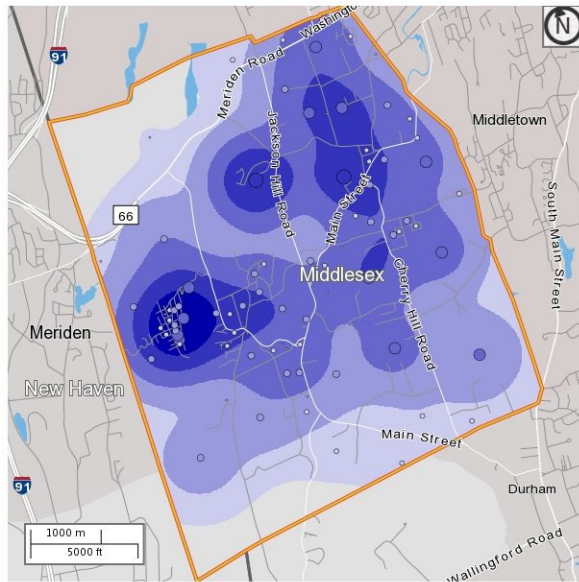 Washington
N
91
Meriden Road
Jackson Hill Road
Middletown
66
Main Street
South Main Street
Middlesex
Cherry Hill Road
Meriden
New Haven
Main Street
91
Durham
1000 m
5000 ft
Wallingford Road